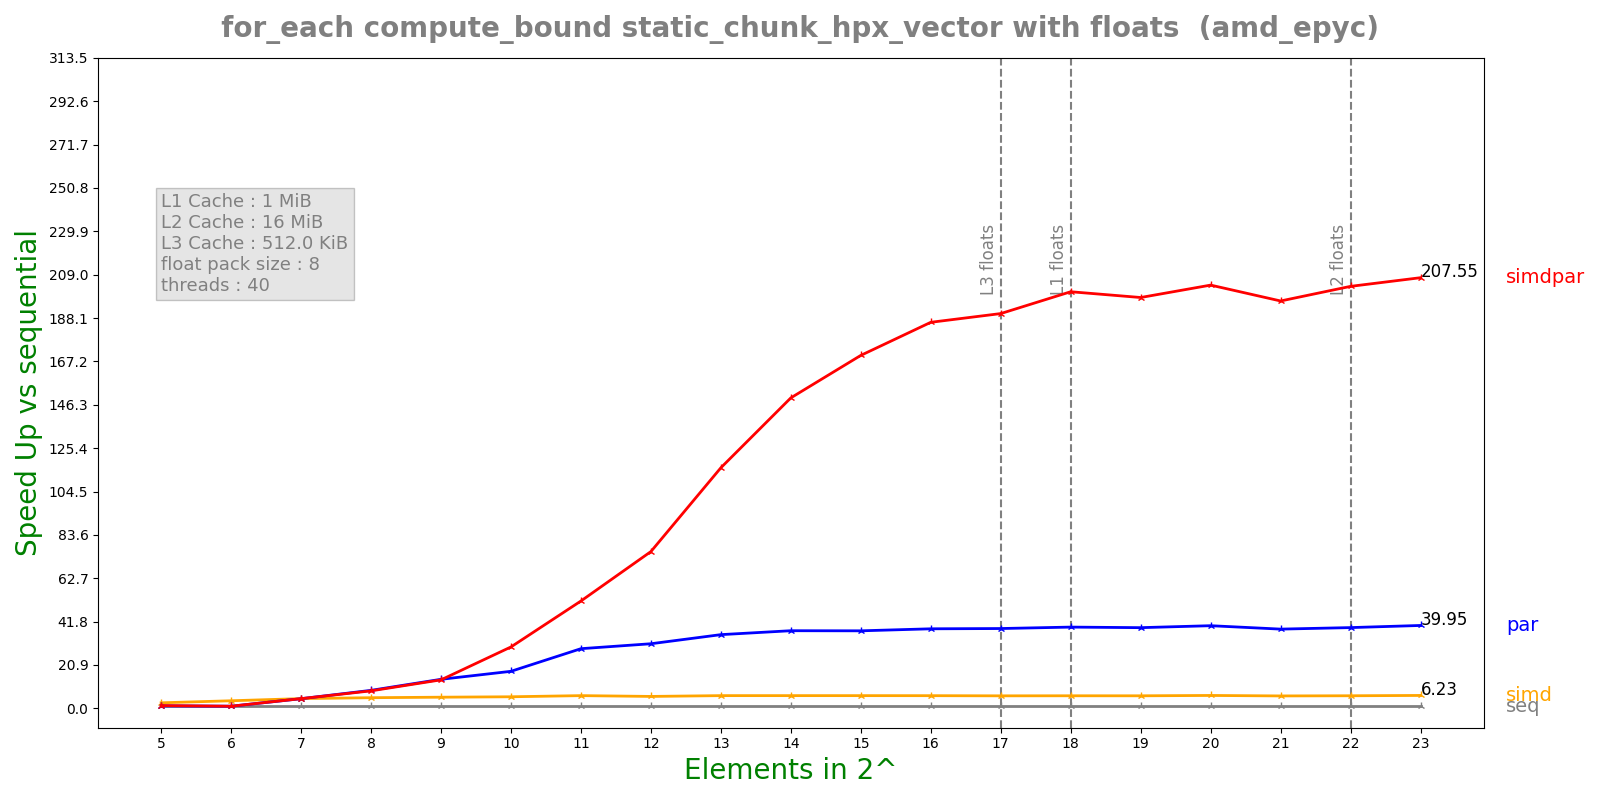 for_each compute_bound static_chunk_hpx_vector with floats (amd_epyc)
Speed Up vs sequential
313.5
292.6
271.7
250.8
229.9
209.0
188.1
167.2
146.3
125.4
104.5
83.6
62.7
41.8
20.9
0.0
L1 Cache : 1 MiB
L2 Cache : 16 MiB
L3 Cache : 512.0 KiB
float pack size : 8
threads : 40
L3 floats
L1 floats
L2 floats
207.55
simdpar
39.95
par
6.23
simd
seq
5 6 7 8 9 10 11 12 13 14 15 16 17 18 19 20 21 22 23
Elements in 2^